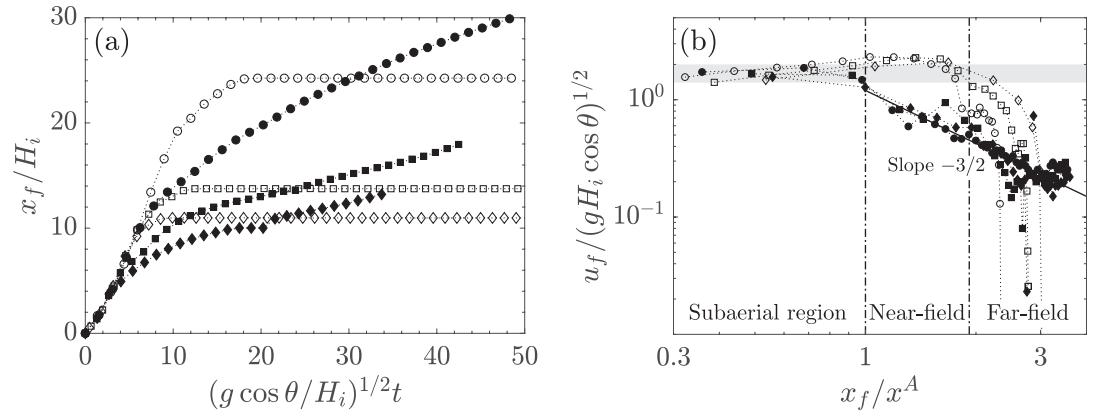 (a)
30
20
10
0
0 10 20 30 40 50
x_f/H_i
(g cos θ/H_i)^{1/2}t
(b)
10^0
10^{-1}
u_f/(gH_i cos θ)^{1/2}
Slope −3/2
Subaerial region Near-field Far-field
0.3 1 3
x_f/x^A